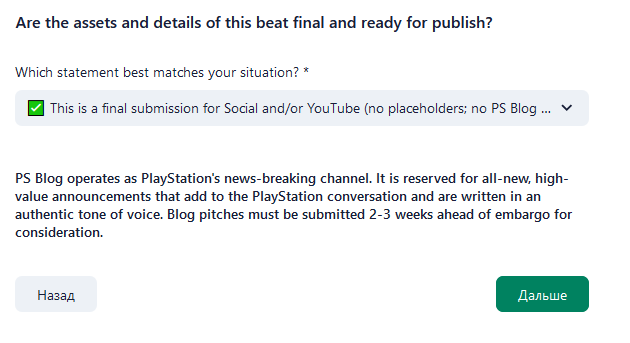 Are the assets and details of this beat final and ready for publish?
Which statement best matches your situation? *
✅ This is a final submission for Social and/or YouTube (no placeholders; no PS Blog ...
PS Blog operates as PlayStation's news-breaking channel. It is reserved for all-new, high-
value announcements that add to the PlayStation conversation and are written in an
authentic tone of voice. Blog pitches must be submitted 2-3 weeks ahead of embargo for
consideration.
Назад
Дальше